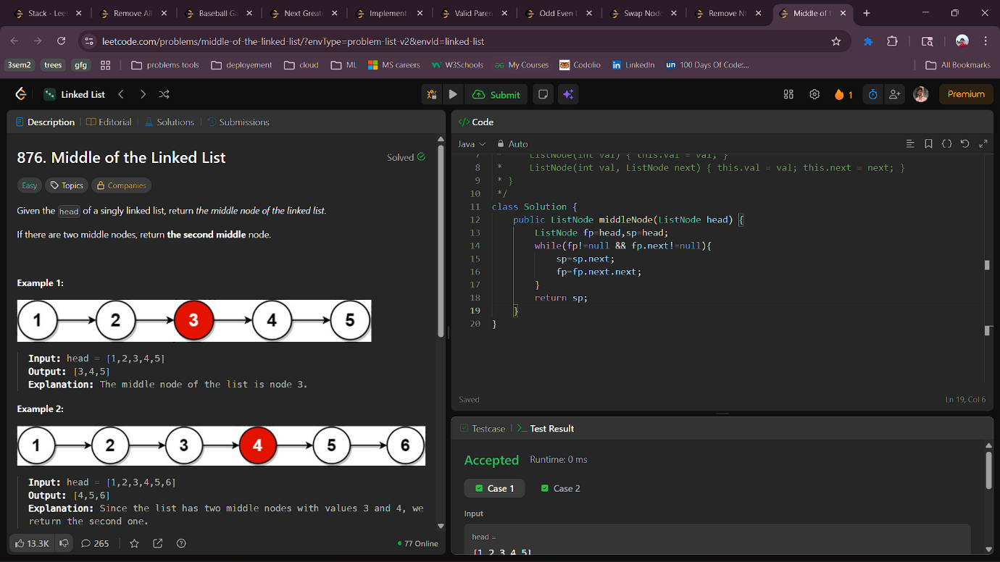 Stack - Leet
Remove All
Baseball Ga
Next Great
Implement
Valid Paren
Odd Even L
Swap Node
Remove Nt
Middle of t
leetcode.com/problems/middle-of-the-linked-list/?envType=problem-list-v2&envId=linked-list
3sem2 trees gfg problems tools deployement cloud ML MS careers W3Schools My Courses Codolio LinkedIn 100 Days Of Code:... All Bookmarks
Linked List Submit 1 Premium
Description Editorial Solutions Submissions
876. Middle of the Linked List Solved
Easy Topics Companies
Given the head of a singly linked list, return the middle node of the linked list.
If there are two middle nodes, return the second middle node.
Example 1:
1 2 3 4 5
Input: head = [1,2,3,4,5]
Output: [3,4,5]
Explanation: The middle node of the list is node 3.
Example 2:
1 2 3 4 5 6
Input: head = [1,2,3,4,5,6]
Output: [4,5,6]
Explanation: Since the list has two middle nodes with values 3 and 4, we
return the second one.
13.3K 265 77 Online
Code
Java Auto
7 * ListNode(int val) { this.val = val; }
8 * ListNode(int val, ListNode next) { this.val = val; this.next = next; }
9 * }
10 */
11 class Solution {
12 public ListNode middleNode(ListNode head) {
13 ListNode fp=head,sp=head;
14 while(fp!=null && fp.next!=null){
15 sp=sp.next;
16 fp=fp.next.next;
17 }
18 return sp;
19 }
20 }
Saved Ln 19, Col 6
Testcase Test Result
Accepted Runtime: 0 ms
Case 1 Case 2
Input
head =
[1,2,3,4,5]